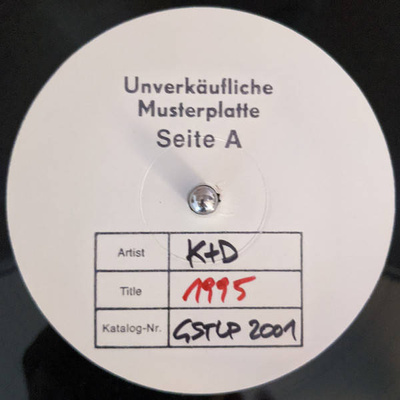 Unverkäufliche
Musterplatte
Seite A
Artist K+D
Title 1995
Katalog-Nr. GSTLP 2001